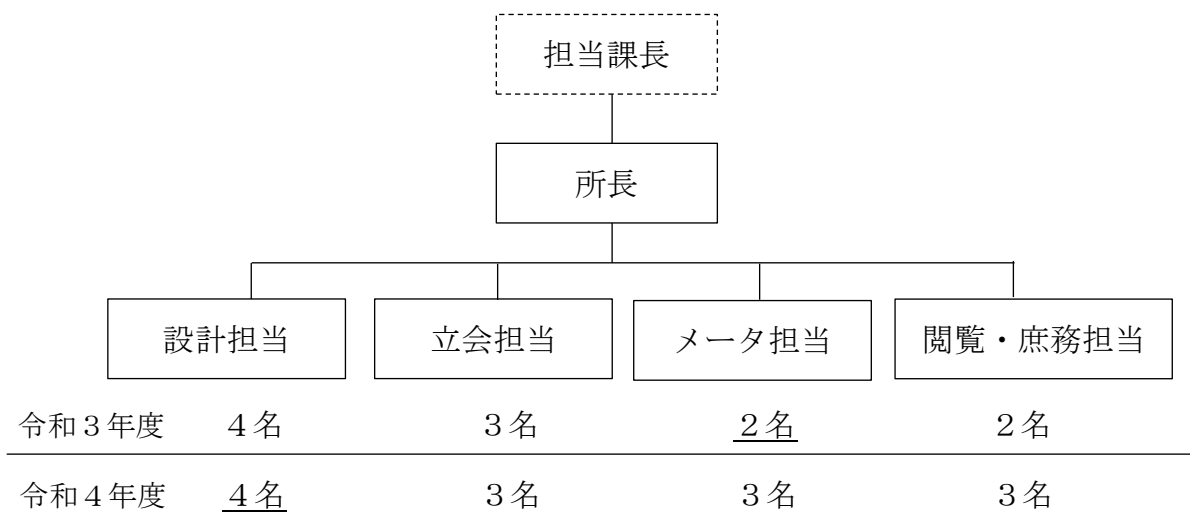 担当課長
所長
設計担当 立会担当 メータ担当 閲覧・庶務担当
令和３年度 ４名 ３名 ２名 ２名
令和４年度 ４名 ３名 ３名 ３名